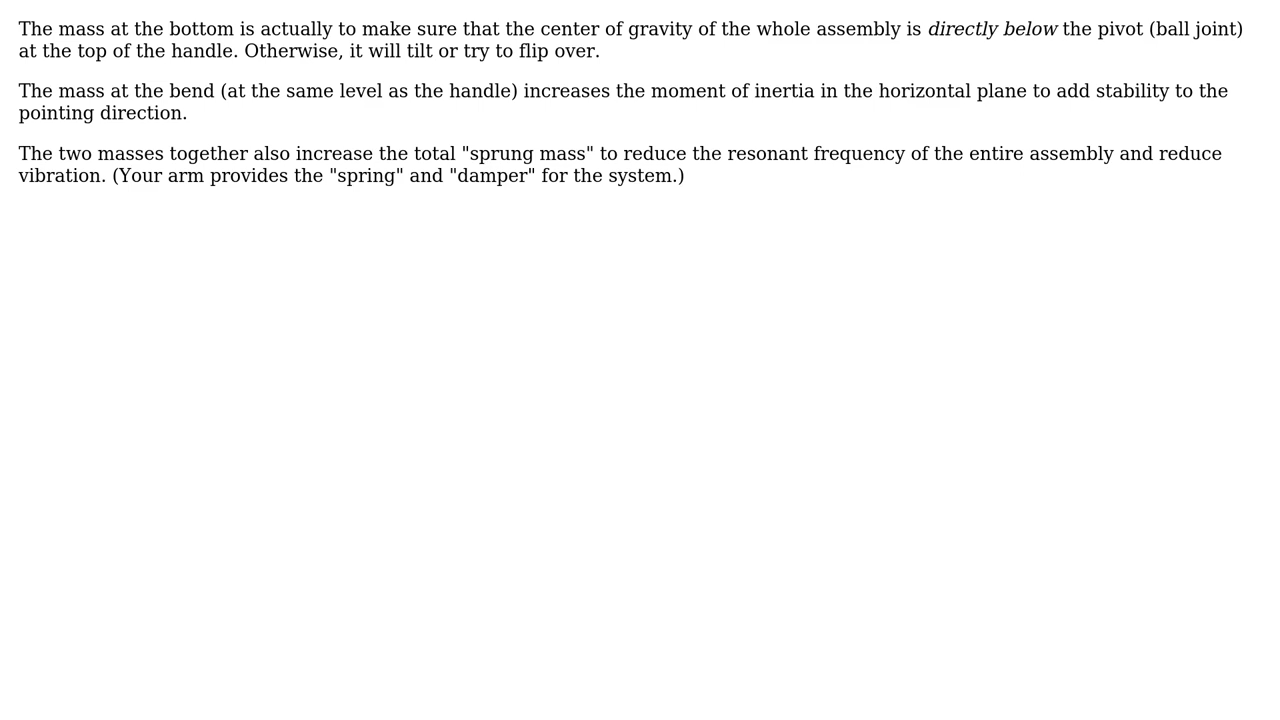 The mass at the bottom is actually to make sure that the center of gravity of the whole assembly is directly below the pivot (ball joint)
at the top of the handle. Otherwise, it will tilt or try to flip over.
The mass at the bend (at the same level as the handle) increases the moment of inertia in the horizontal plane to add stability to the
pointing direction.
The two masses together also increase the total "sprung mass" to reduce the resonant frequency of the entire assembly and reduce
vibration. (Your arm provides the "spring" and "damper" for the system.)